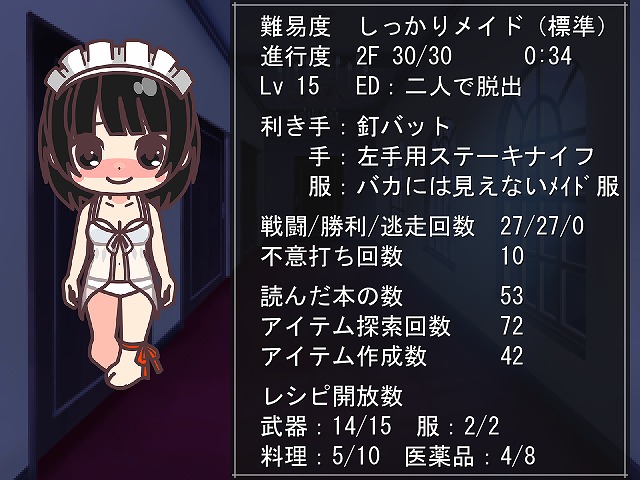 難易度　しっかりメイド（標準）
進行度　2F 30/30　　0:34
Lv 15　ED：二人で脱出
利き手：釘バット
手：左手用ステーキナイフ
服：バカには見えないﾒｲﾄﾞ服
戦闘/勝利/逃走回数　27/27/0
不意打ち回数　10
読んだ本の数　53
アイテム探索回数　72
アイテム作成数　42
レシピ開放数
武器：14/15　服：2/2
料理：5/10　医薬品：4/8